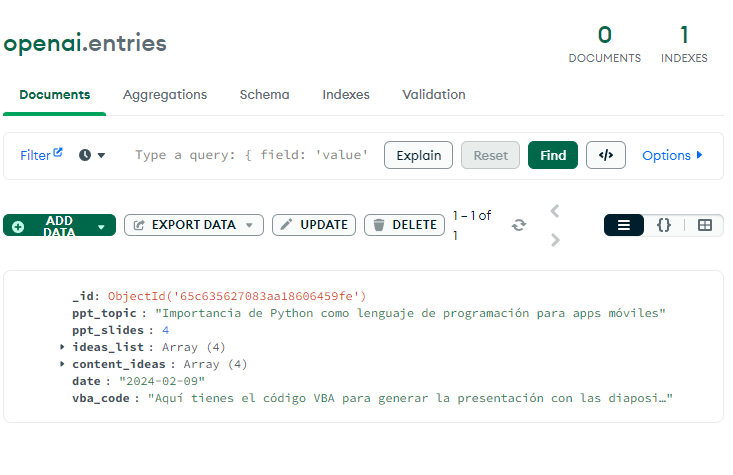 openai.entries
0
DOCUMENTS
1
INDEXES
Documents Aggregations Schema Indexes Validation
Filter Type a query: { field: 'value' Explain Reset Find </> Options
ADD DATA EXPORT DATA UPDATE DELETE 1 – 1 of 1 {}
_id: ObjectId('65c635627083aa18606459fe')
ppt_topic : "Importancia de Python como lenguaje de programación para apps móviles"
ppt_slides : 4
ideas_list : Array (4)
content_ideas : Array (4)
date : "2024-02-09"
vba_code : "Aquí tienes el código VBA para generar la presentación con las diaposi…"